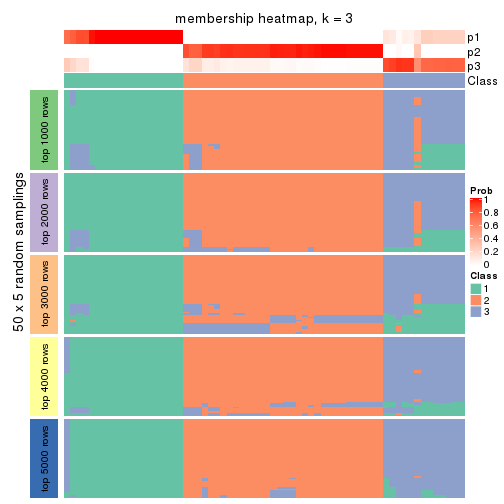 membership heatmap, k = 3
p1
p2
p3
Class
50 x 5 random samplings
top 1000 rows
top 2000 rows
top 3000 rows
top 4000 rows
top 5000 rows
Prob
1
0.8
0.6
0.4
0.2
0
Class
1
2
3